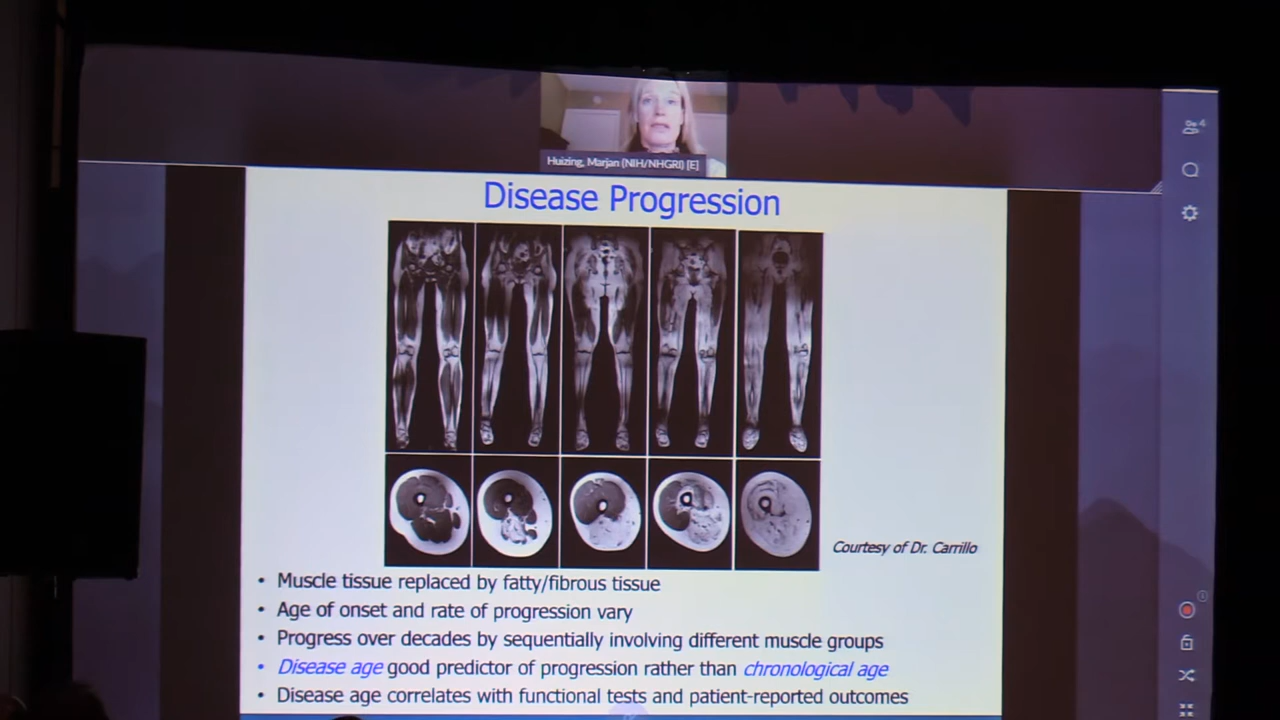 Huizing, Marjan (NIH/NHGRI) [E]
Disease Progression
Courtesy of Dr. Carrillo
• Muscle tissue replaced by fatty/fibrous tissue
• Age of onset and rate of progression vary
• Progress over decades by sequentially involving different muscle groups
• Disease age good predictor of progression rather than chronological age
• Disease age correlates with functional tests and patient-reported outcomes